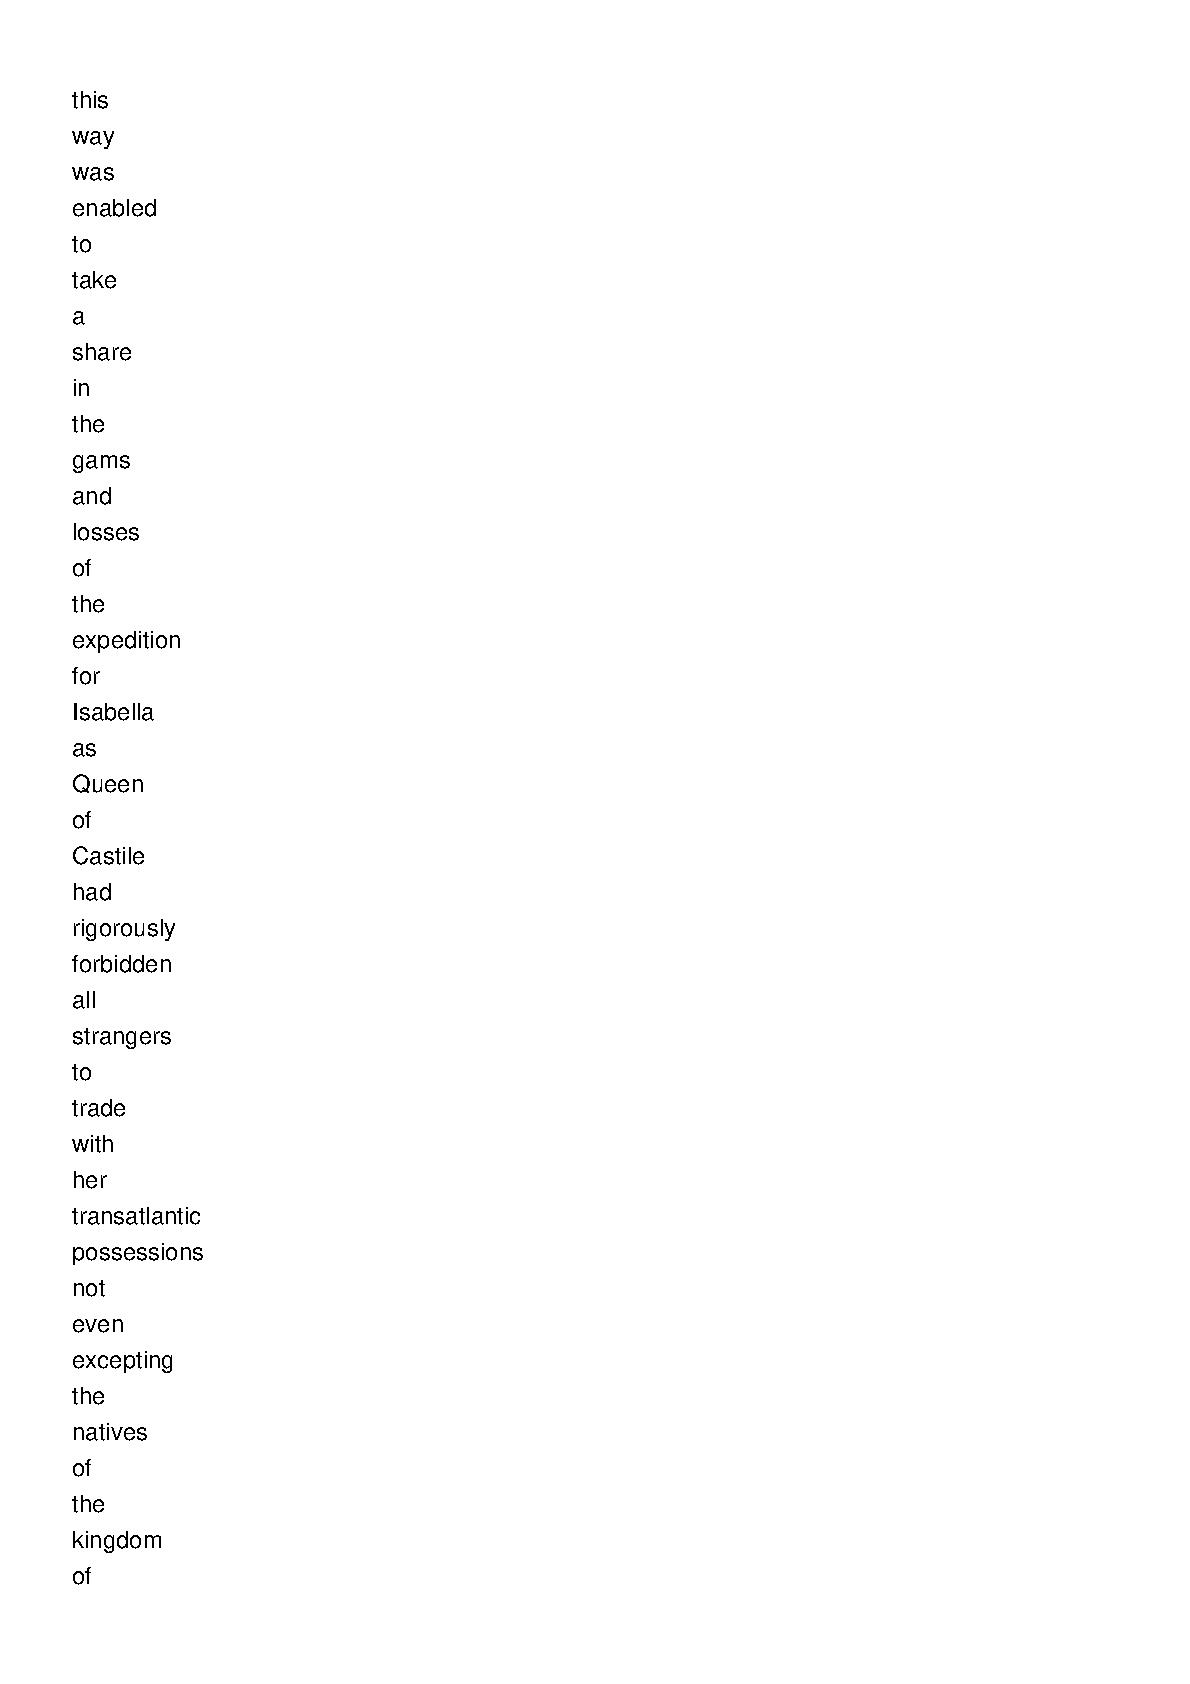 this
way
was
enabled
to
take
a
share
in
the
gams
and
losses
of
the
expedition
for
Isabella
as
Queen
of
Castile
had
rigorously
forbidden
all
strangers
to
trade
with
her
transatlantic
possessions
not
even
excepting
the
natives
of
the
kingdom
of